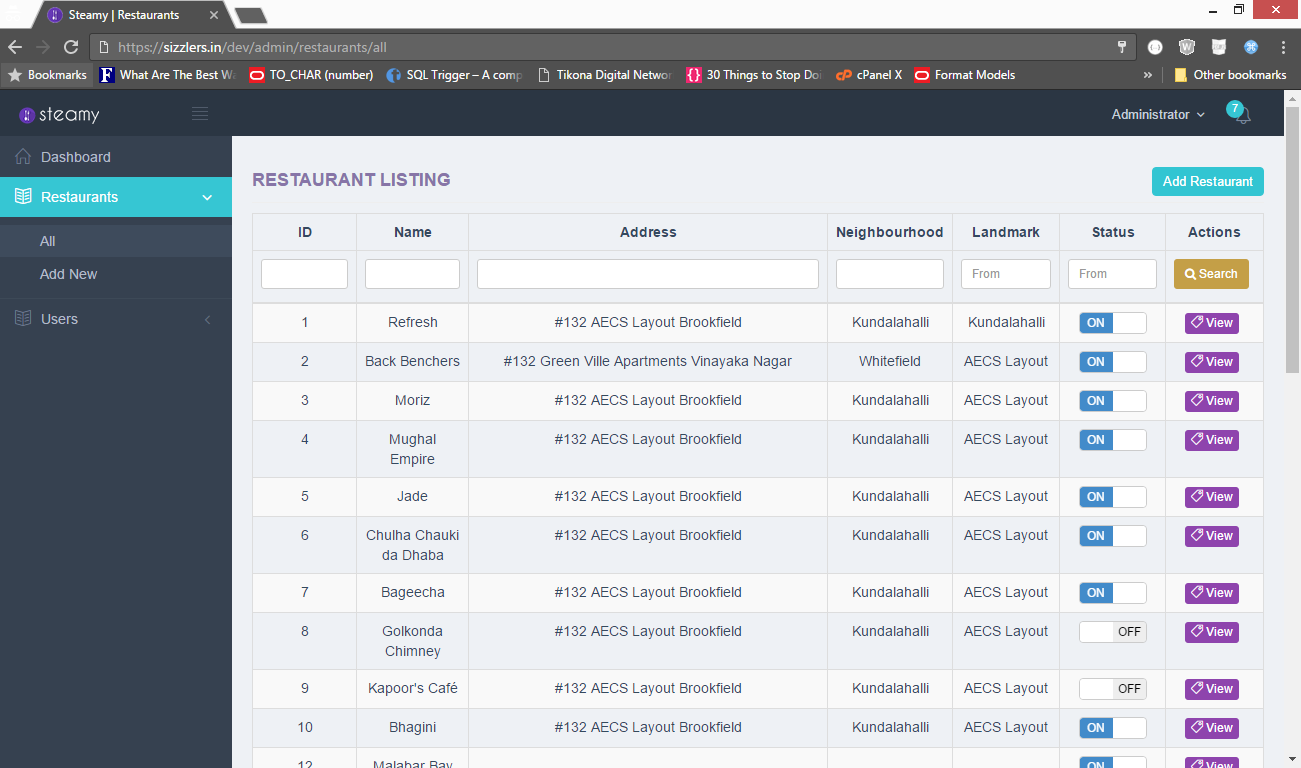 Steamy | Restaurants
https://sizzlers.in/dev/admin/restaurants/all
Bookmarks What Are The Best Wa TO_CHAR (number) SQL Trigger – A comp Tikona Digital Networ 30 Things to Stop Doi cPanel X Format Models » Other bookmarks
steamy Administrator 7
Dashboard
Restaurants
All
Add New
Users
RESTAURANT LISTING Add Restaurant
ID Name Address Neighbourhood Landmark Status Actions
From From Search
1 Refresh #132 AECS Layout Brookfield Kundalahalli Kundalahalli ON View
2 Back Benchers #132 Green Ville Apartments Vinayaka Nagar Whitefield AECS Layout ON View
3 Moriz #132 AECS Layout Brookfield Kundalahalli AECS Layout ON View
4 Mughal #132 AECS Layout Brookfield Kundalahalli AECS Layout ON View
Empire
5 Jade #132 AECS Layout Brookfield Kundalahalli AECS Layout ON View
6 Chulha Chauki #132 AECS Layout Brookfield Kundalahalli AECS Layout ON View
da Dhaba
7 Bageecha #132 AECS Layout Brookfield Kundalahalli AECS Layout ON View
8 Golkonda #132 AECS Layout Brookfield Kundalahalli AECS Layout OFF View
Chimney
9 Kapoor's Café #132 AECS Layout Brookfield Kundalahalli AECS Layout OFF View
10 Bhagini #132 AECS Layout Brookfield Kundalahalli AECS Layout ON View
12 Malabar Bay ON View